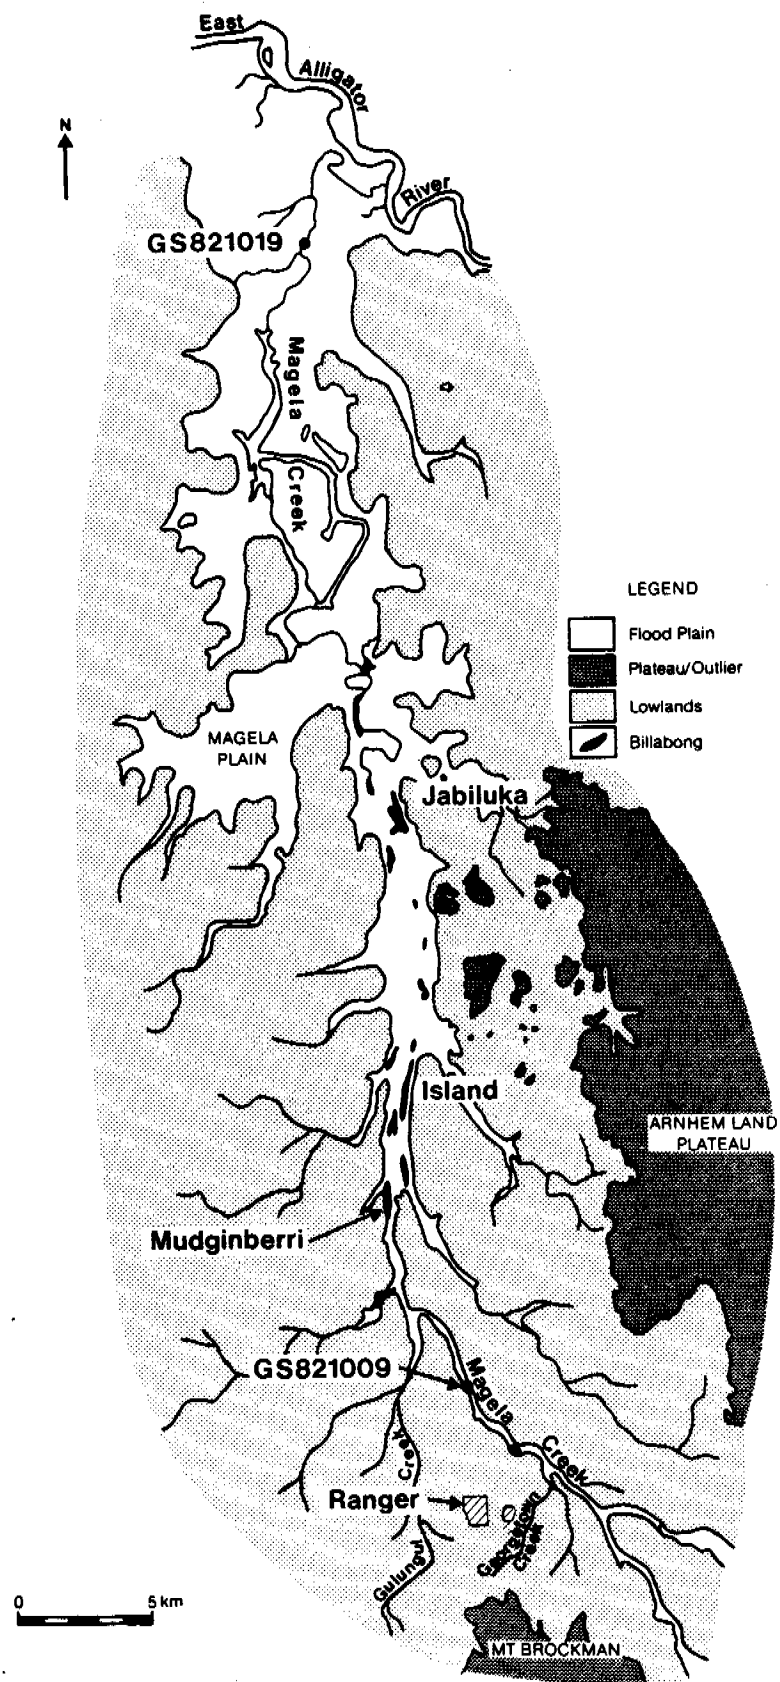 East
Alligator
River
N
GS821019
Magela
Creek
LEGEND
Flood Plain
Plateau/Outlier
Lowlands
Billabong
MAGELA
PLAIN
Jabiluka
Island
ARNHEM LAND
PLATEAU
Mudginberri
GS821009
Magela
Creek
Creek
Ranger
Georgetown
Creek
Gulungul
0 5 km
MT BROCKMAN